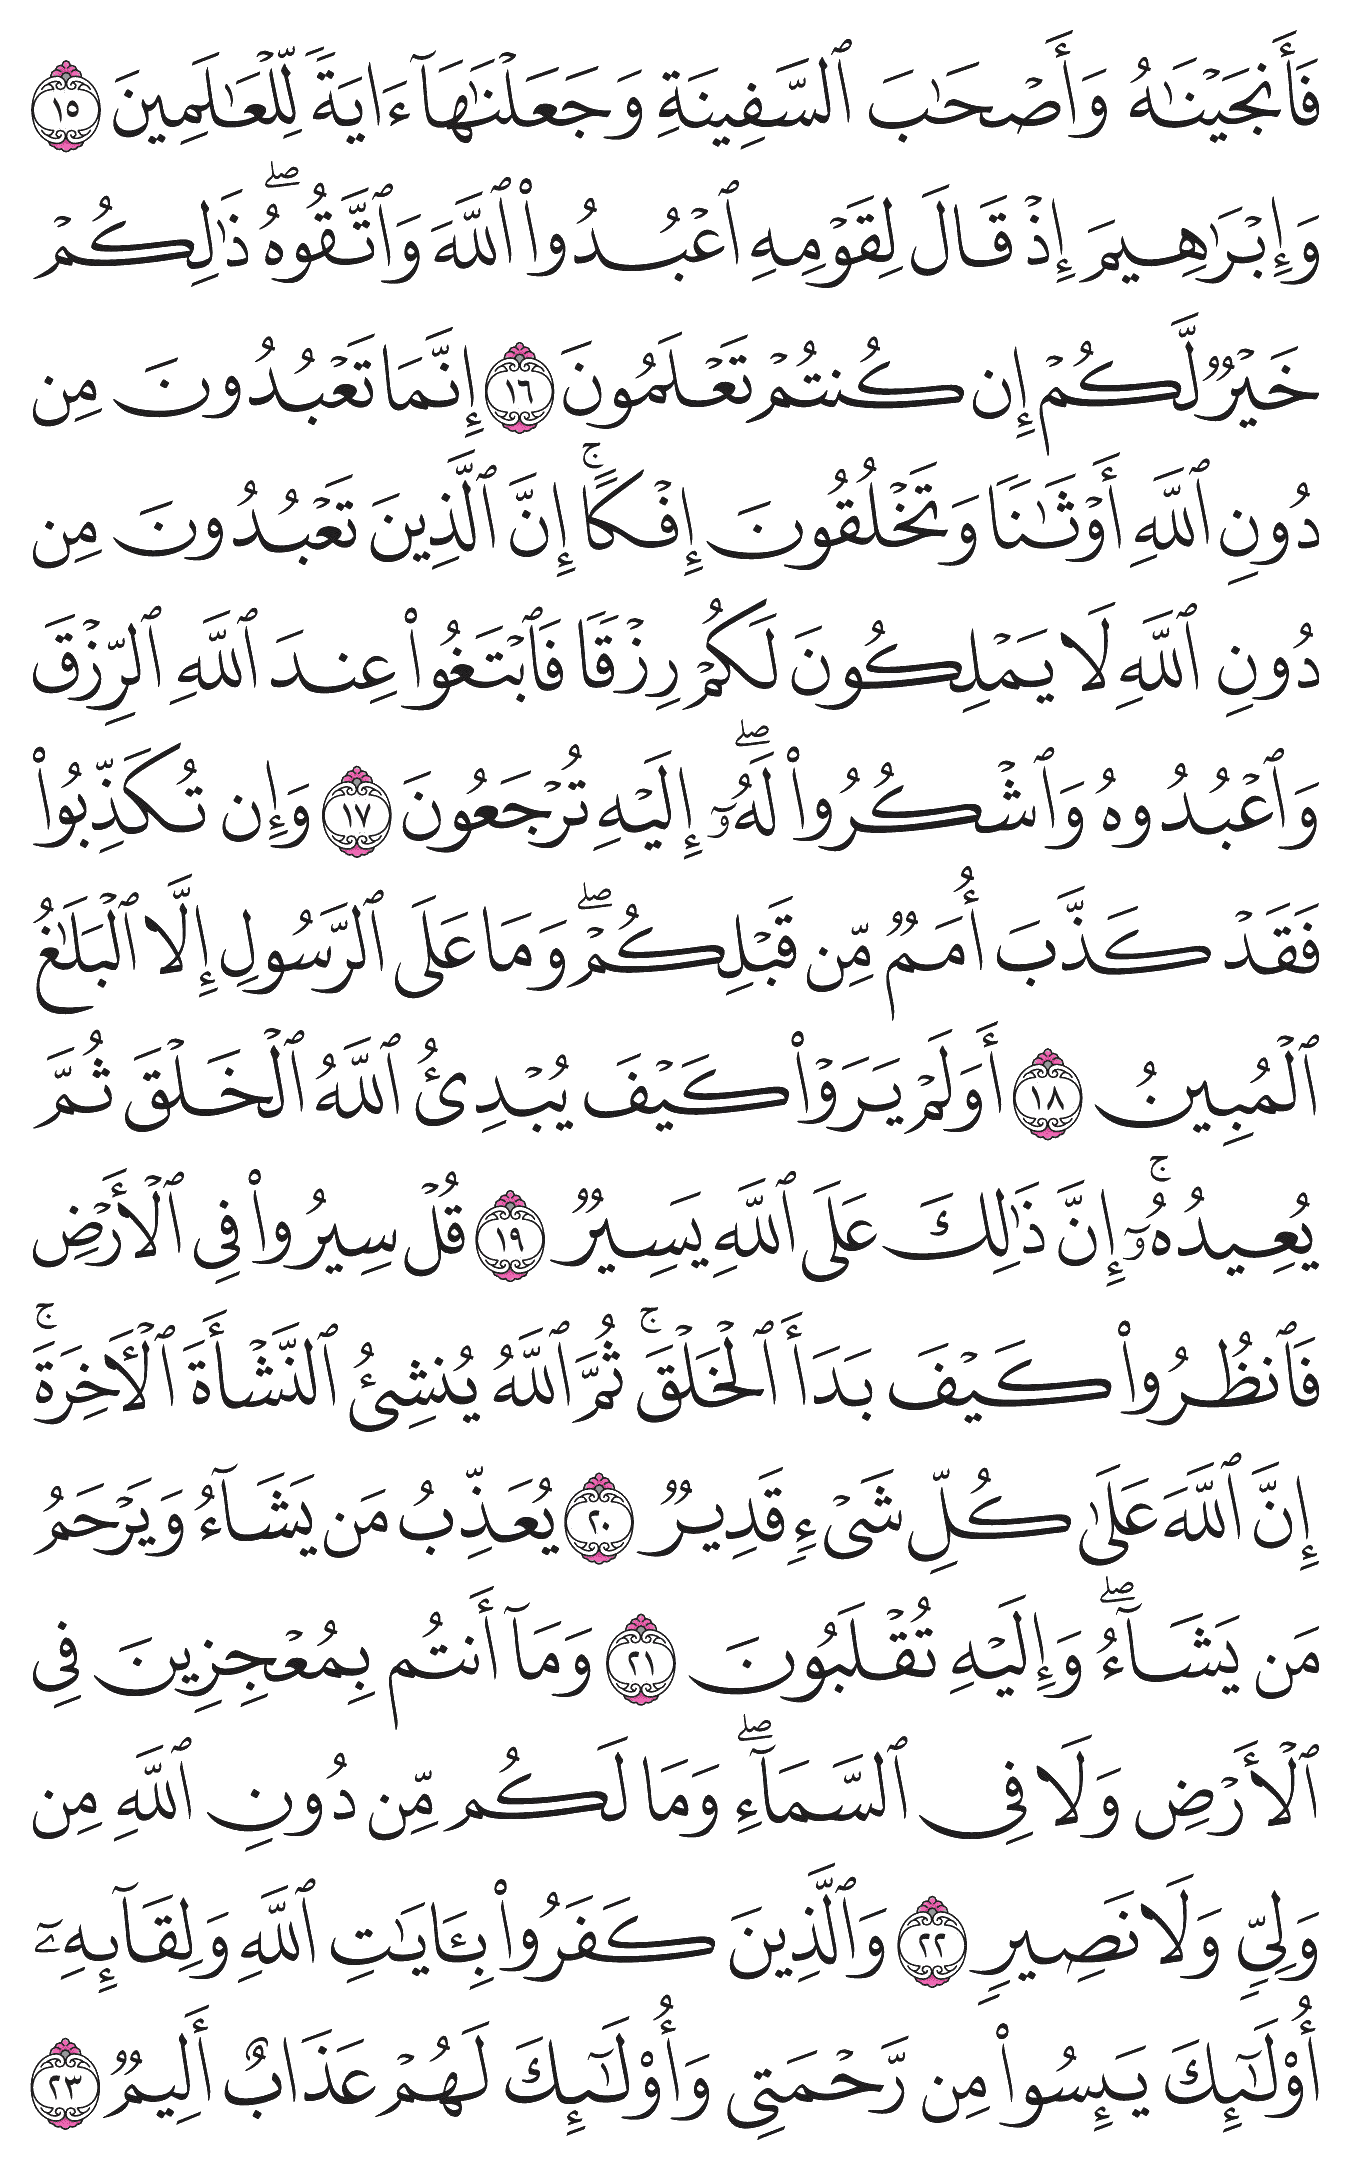 فَأَنجَيْنَٰهُ وَأَصْحَٰبَ ٱلسَّفِينَةِ وَجَعَلْنَٰهَآ ءَايَةً لِّلْعَٰلَمِينَ ١٥
وَإِبْرَٰهِيمَ إِذْ قَالَ لِقَوْمِهِ ٱعْبُدُوا۟ ٱللَّهَ وَٱتَّقُوهُ ۖ ذَٰلِكُمْ
خَيْرٌ لَّكُمْ إِن كُنتُمْ تَعْلَمُونَ ١٦ إِنَّمَا تَعْبُدُونَ مِن
دُونِ ٱللَّهِ أَوْثَٰنًا وَتَخْلُقُونَ إِفْكًا ۚ إِنَّ ٱلَّذِينَ تَعْبُدُونَ مِن
دُونِ ٱللَّهِ لَا يَمْلِكُونَ لَكُمْ رِزْقًا فَٱبْتَغُوا۟ عِندَ ٱللَّهِ ٱلرِّزْقَ
وَٱعْبُدُوهُ وَٱشْكُرُوا۟ لَهُۥٓ ۖ إِلَيْهِ تُرْجَعُونَ ١٧ وَإِن تُكَذِّبُوا۟
فَقَدْ كَذَّبَ أُمَمٌ مِّن قَبْلِكُمْ ۖ وَمَا عَلَى ٱلرَّسُولِ إِلَّا ٱلْبَلَٰغُ
ٱلْمُبِينُ ١٨ أَوَلَمْ يَرَوْا۟ كَيْفَ يُبْدِئُ ٱللَّهُ ٱلْخَلْقَ ثُمَّ
يُعِيدُهُۥٓ ۚ إِنَّ ذَٰلِكَ عَلَى ٱللَّهِ يَسِيرٌ ١٩ قُلْ سِيرُوا۟ فِى ٱلْأَرْضِ
فَٱنظُرُوا۟ كَيْفَ بَدَأَ ٱلْخَلْقَ ۚ ثُمَّ ٱللَّهُ يُنشِئُ ٱلنَّشْأَةَ ٱلْـَٔاخِرَةَ ۚ
إِنَّ ٱللَّهَ عَلَىٰ كُلِّ شَىْءٍ قَدِيرٌ ٢٠ يُعَذِّبُ مَن يَشَآءُ وَيَرْحَمُ
مَن يَشَآءُ ۖ وَإِلَيْهِ تُقْلَبُونَ ٢١ وَمَآ أَنتُم بِمُعْجِزِينَ فِى
ٱلْأَرْضِ وَلَا فِى ٱلسَّمَآءِ ۖ وَمَا لَكُم مِّن دُونِ ٱللَّهِ مِن
وَلِىٍّ وَلَا نَصِيرٍ ٢٢ وَٱلَّذِينَ كَفَرُوا۟ بِـَٔايَٰتِ ٱللَّهِ وَلِقَآئِهِۦٓ
أُو۟لَٰٓئِكَ يَئِسُوا۟ مِن رَّحْمَتِى وَأُو۟لَٰٓئِكَ لَهُمْ عَذَابٌ أَلِيمٌ ٢٣